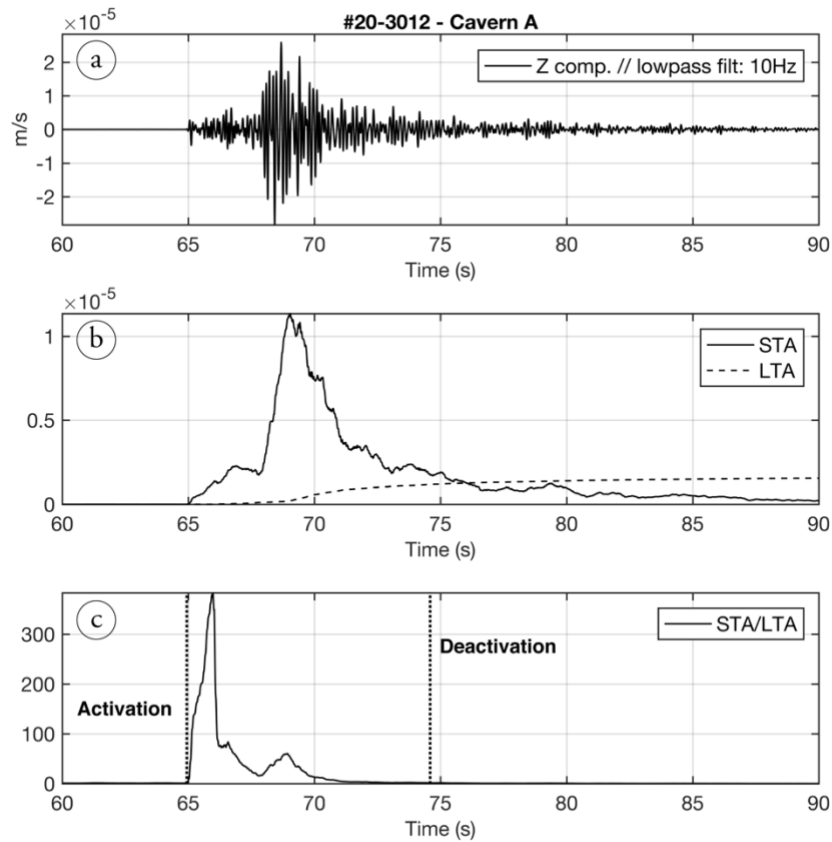 #20-3012 - Cavern A
×10⁻⁵
a
Z comp. // lowpass filt: 10Hz
2
1
0
-1
-2
m/s
60 65 70 75 80 85 90
Time (s)
×10⁻⁵
b
STA
LTA
1
0.5
0
60 65 70 75 80 85 90
Time (s)
c
STA/LTA
300
200
100
0
Activation
Deactivation
60 65 70 75 80 85 90
Time (s)